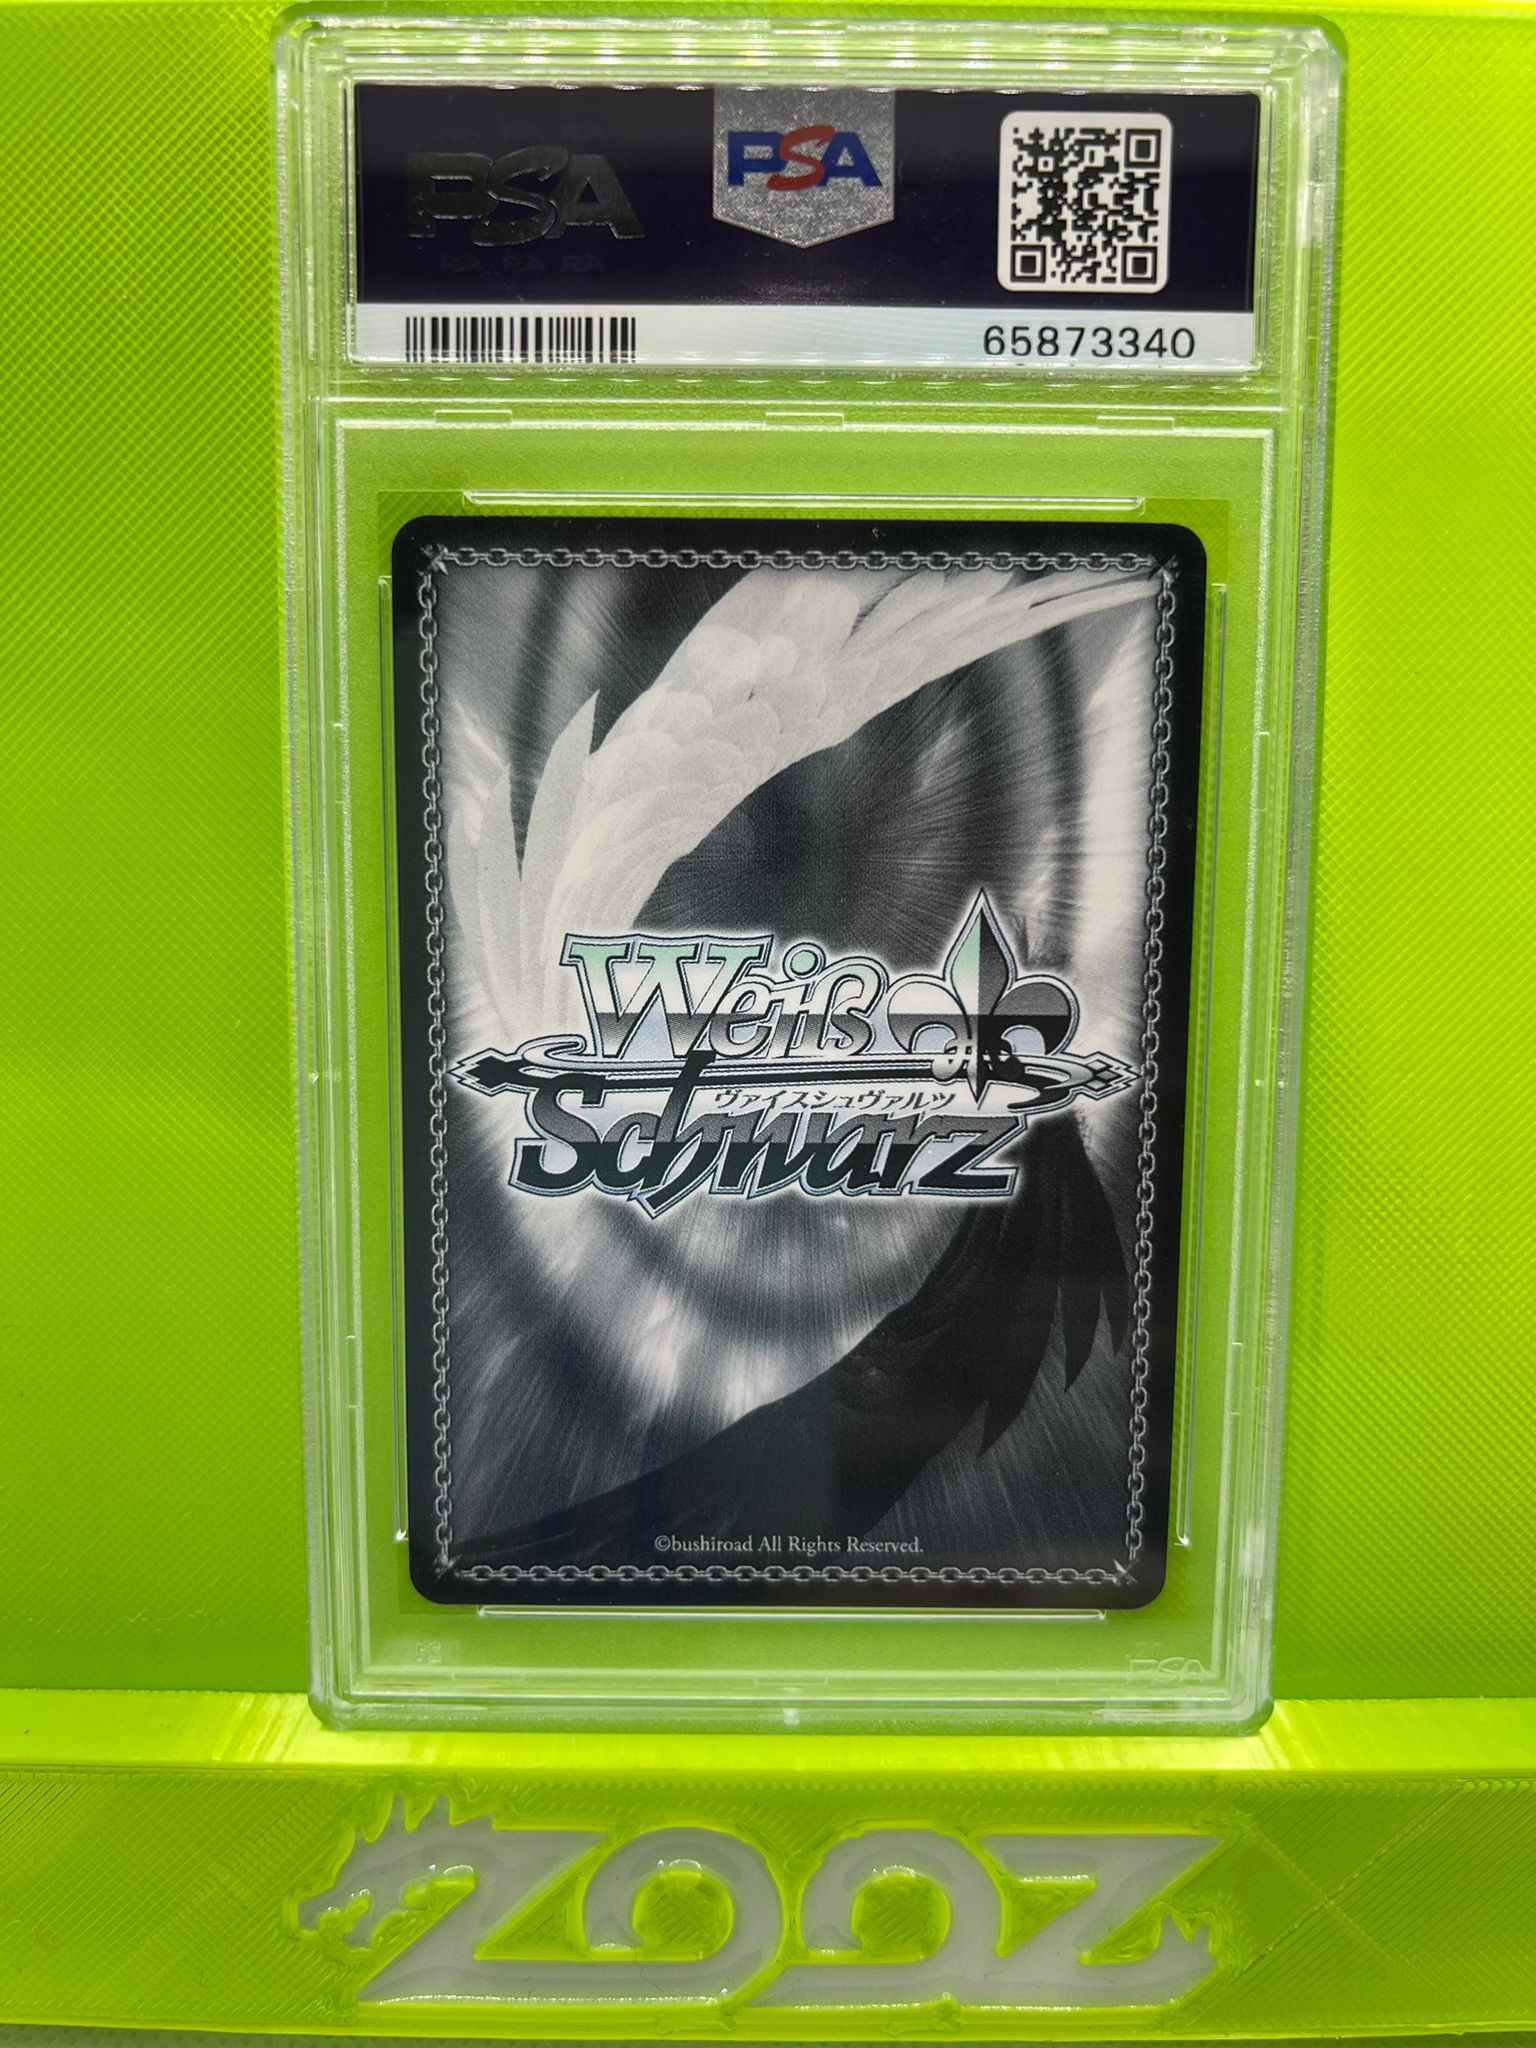 PSA
PSA
65873340
Weiß
ヴァイスシュヴァルツ
Schwarz
©bushiroad All Rights Reserved.
PSA
ZOOZ